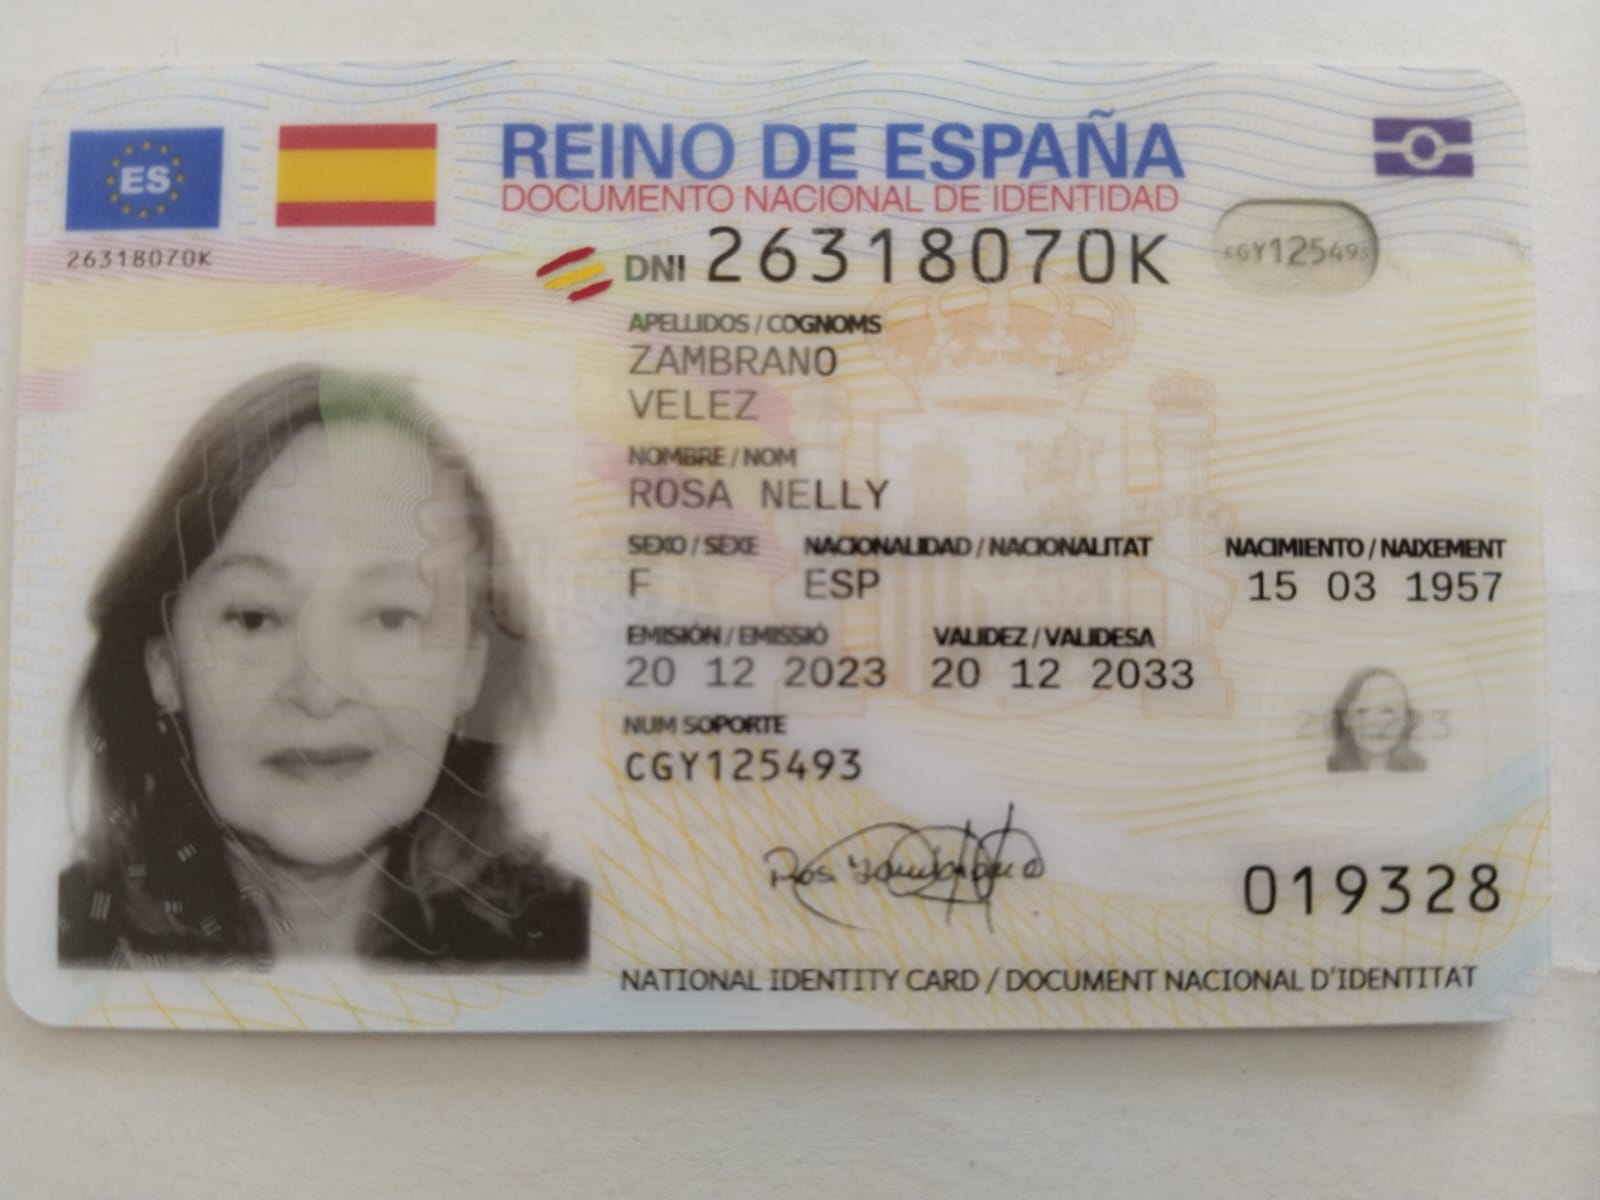 REINO DE ESPAÑA
ES
DOCUMENTO NACIONAL DE IDENTIDAD
DNI 26318070K
CGY125493
26318070K
APELLIDOS / COGNOMS
ZAMBRANO
VELEZ
NOMBRE / NOM
ROSA NELLY
SEXO / SEXE NACIONALIDAD / NACIONALITAT NACIMIENTO / NAIXEMENT
F ESP 15 03 1957
EMISIÓN / EMISSIÓ VALIDEZ / VALIDESA
20 12 2023 20 12 2033
NUM SOPORTE
CGY125493
Zambrano
019328
NATIONAL IDENTITY CARD / DOCUMENT NACIONAL D'IDENTITAT